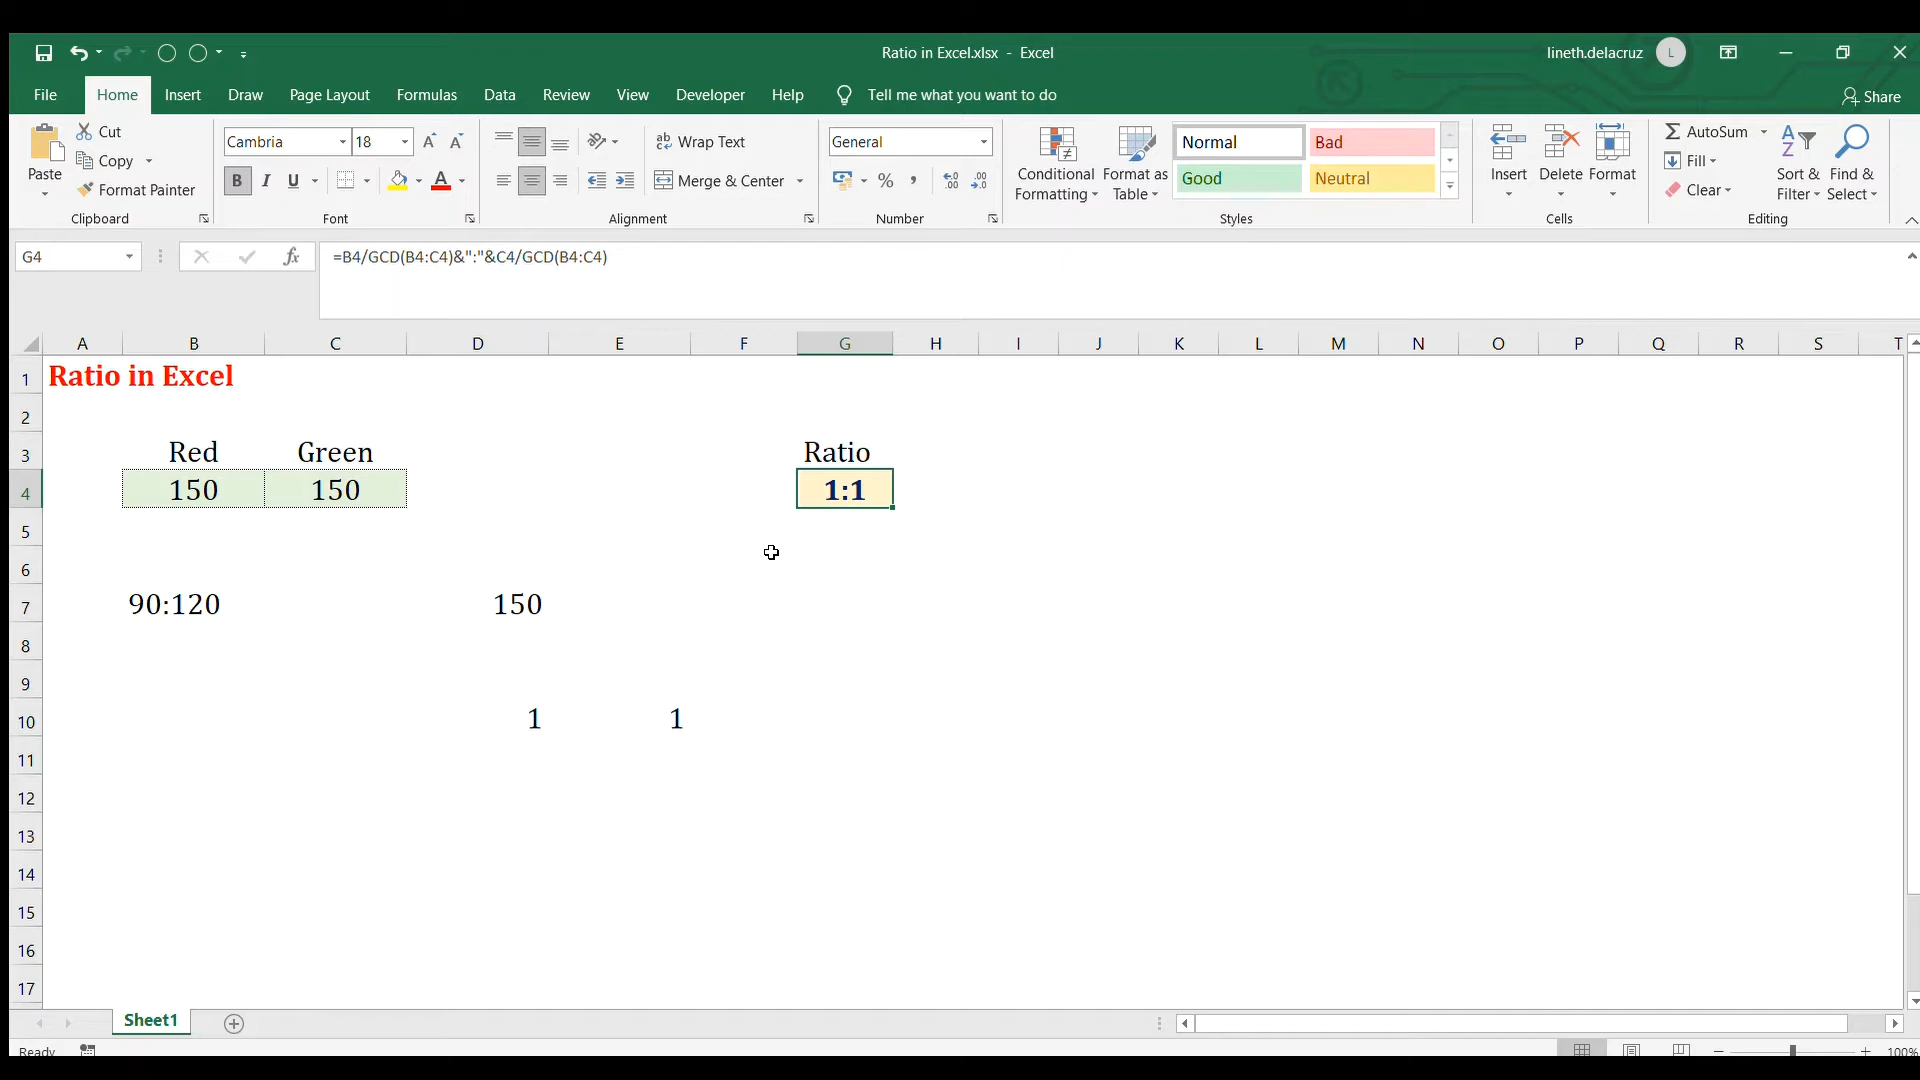 Ratio in Excel.xlsx - Excel
lineth.delacruz L
File Home Insert Draw Page Layout Formulas Data Review View Developer Help Tell me what you want to do Share
Paste
Cut
Copy
Format Painter
Clipboard
Cambria 18
B I U
Font
Wrap Text
Merge & Center
Alignment
General
Number
Conditional Formatting
Format as Table
Normal Bad
Good Neutral
Styles
Insert Delete Format
Cells
AutoSum
Fill
Clear
Sort & Filter
Find & Select
Editing
G4 fx =B4/GCD(B4:C4)&":"&C4/GCD(B4:C4)
A B C D E F G H I J K L M N O P Q R S T
1 Ratio in Excel
2
3 Red Green Ratio
4 150 150 1:1
5
6
7 90:120 150
8
9
10 1 1
11
12
13
14
15
16
17
Sheet1
Ready 100%